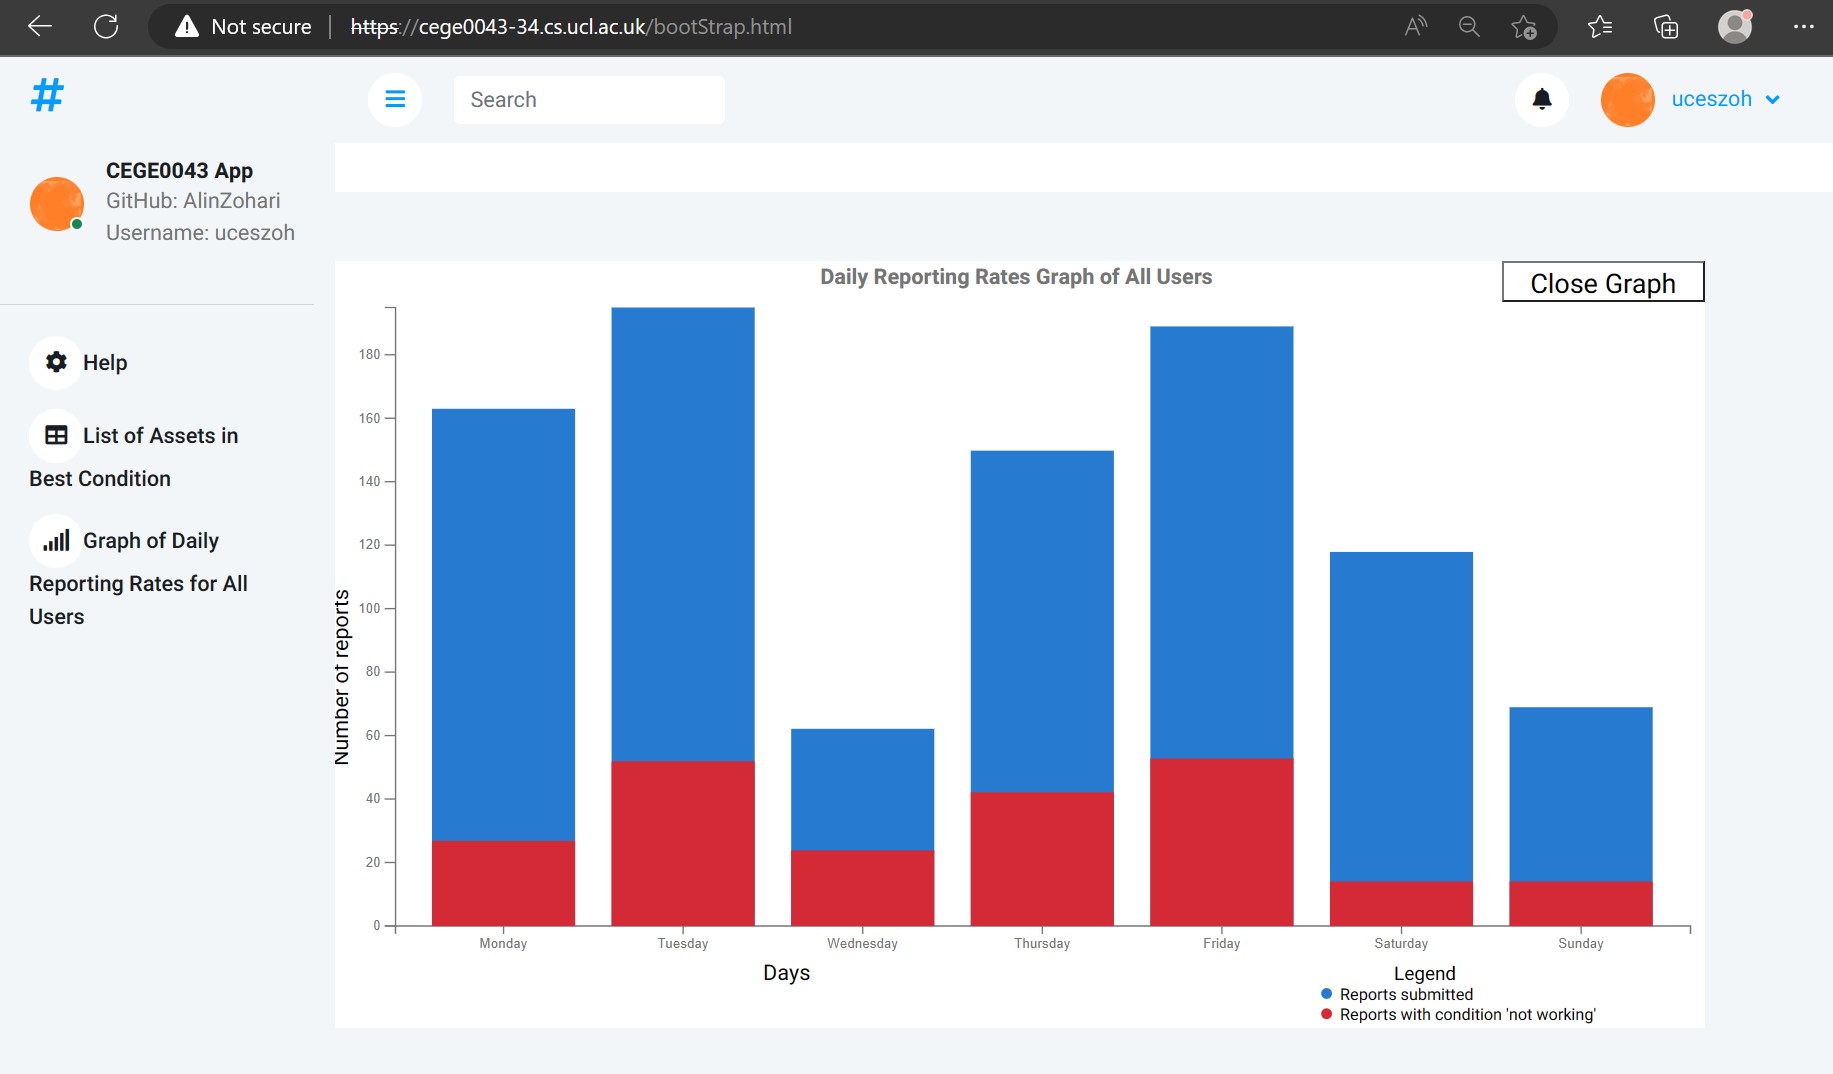 Not secure | https://cege0043-34.cs.ucl.ac.uk/bootStrap.html
#
Search
uceszoh
CEGE0043 App
GitHub: AlinZohari
Username: uceszoh
Help
List of Assets in
Best Condition
Graph of Daily
Reporting Rates for All
Users
Daily Reporting Rates Graph of All Users
Close Graph
180
160
140
120
100
80
60
40
20
0
Number of reports
Monday
Tuesday
Wednesday
Thursday
Friday
Saturday
Sunday
Days
Legend
Reports submitted
Reports with condition 'not working'